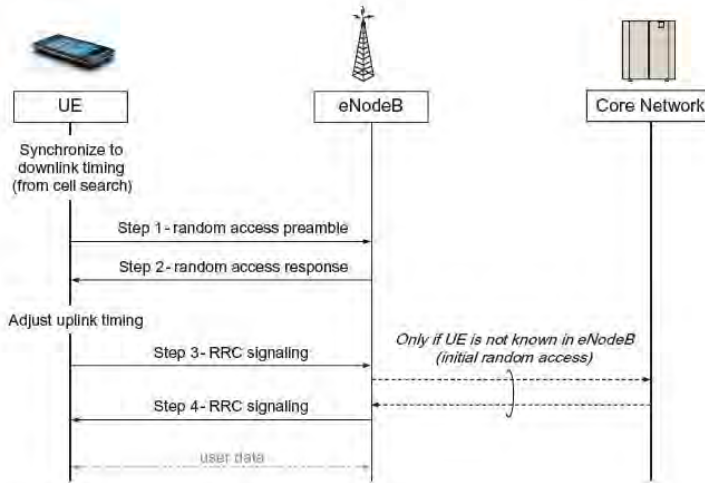 UE
eNodeB
Core Network
Synchronize to
downlink timing
(from cell search)
Step 1- random access preamble
Step 2- random access response
Adjust uplink timing
Only if UE is not known in eNodeB
(initial random access)
Step 3- RRC signaling
Step 4- RRC signaling
user data